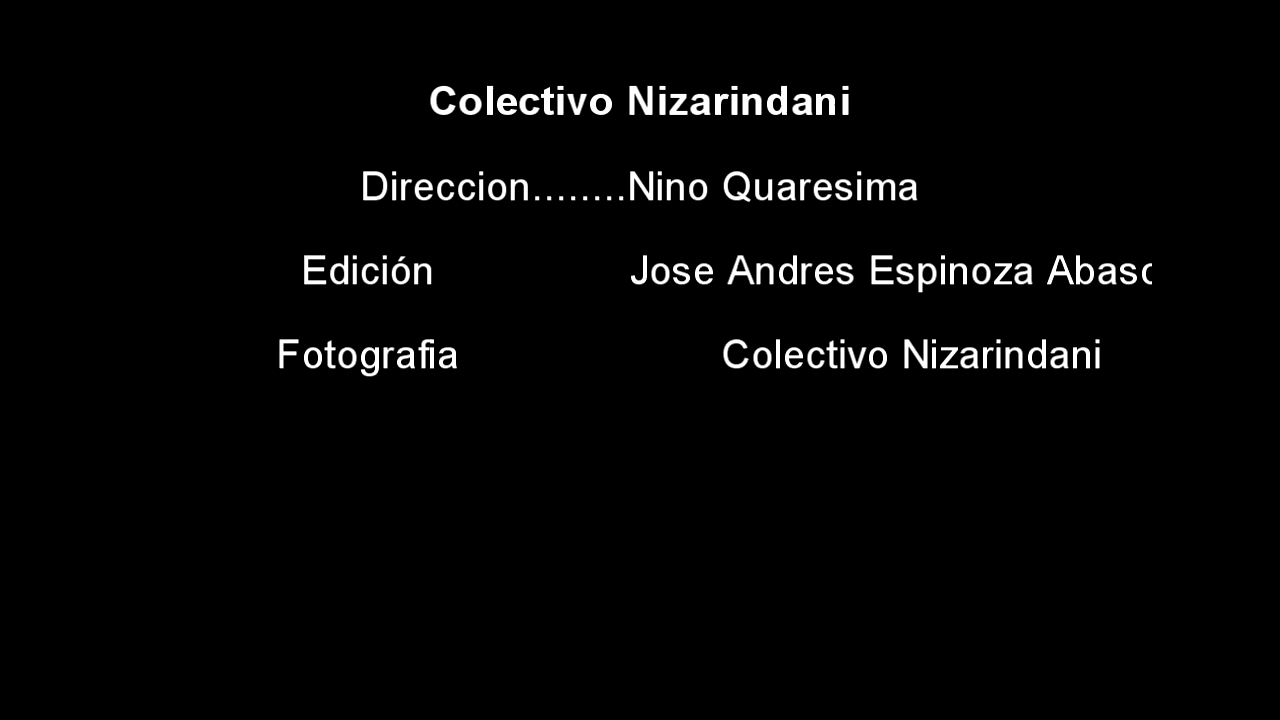 Colectivo Nizarindani
Direccion........Nino Quaresima
Edición Jose Andres Espinoza
Fotografia Colectivo Nizarindani